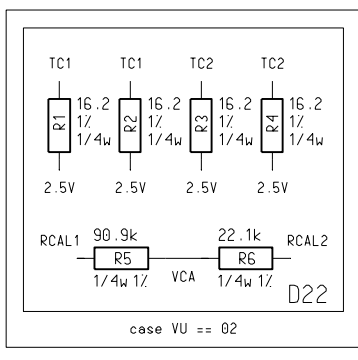 TC1 TC1 TC2 TC2
R1 16.2 1% 1/4w
R2 16.2 1% 1/4w
R3 16.2 1% 1/4w
R4 16.2 1% 1/4w
2.5V 2.5V 2.5V 2.5V
90.9k 22.1k
RCAL1 R5 R6 RCAL2
1/4w 1% VCA 1/4w 1%
D22
case VU == 02